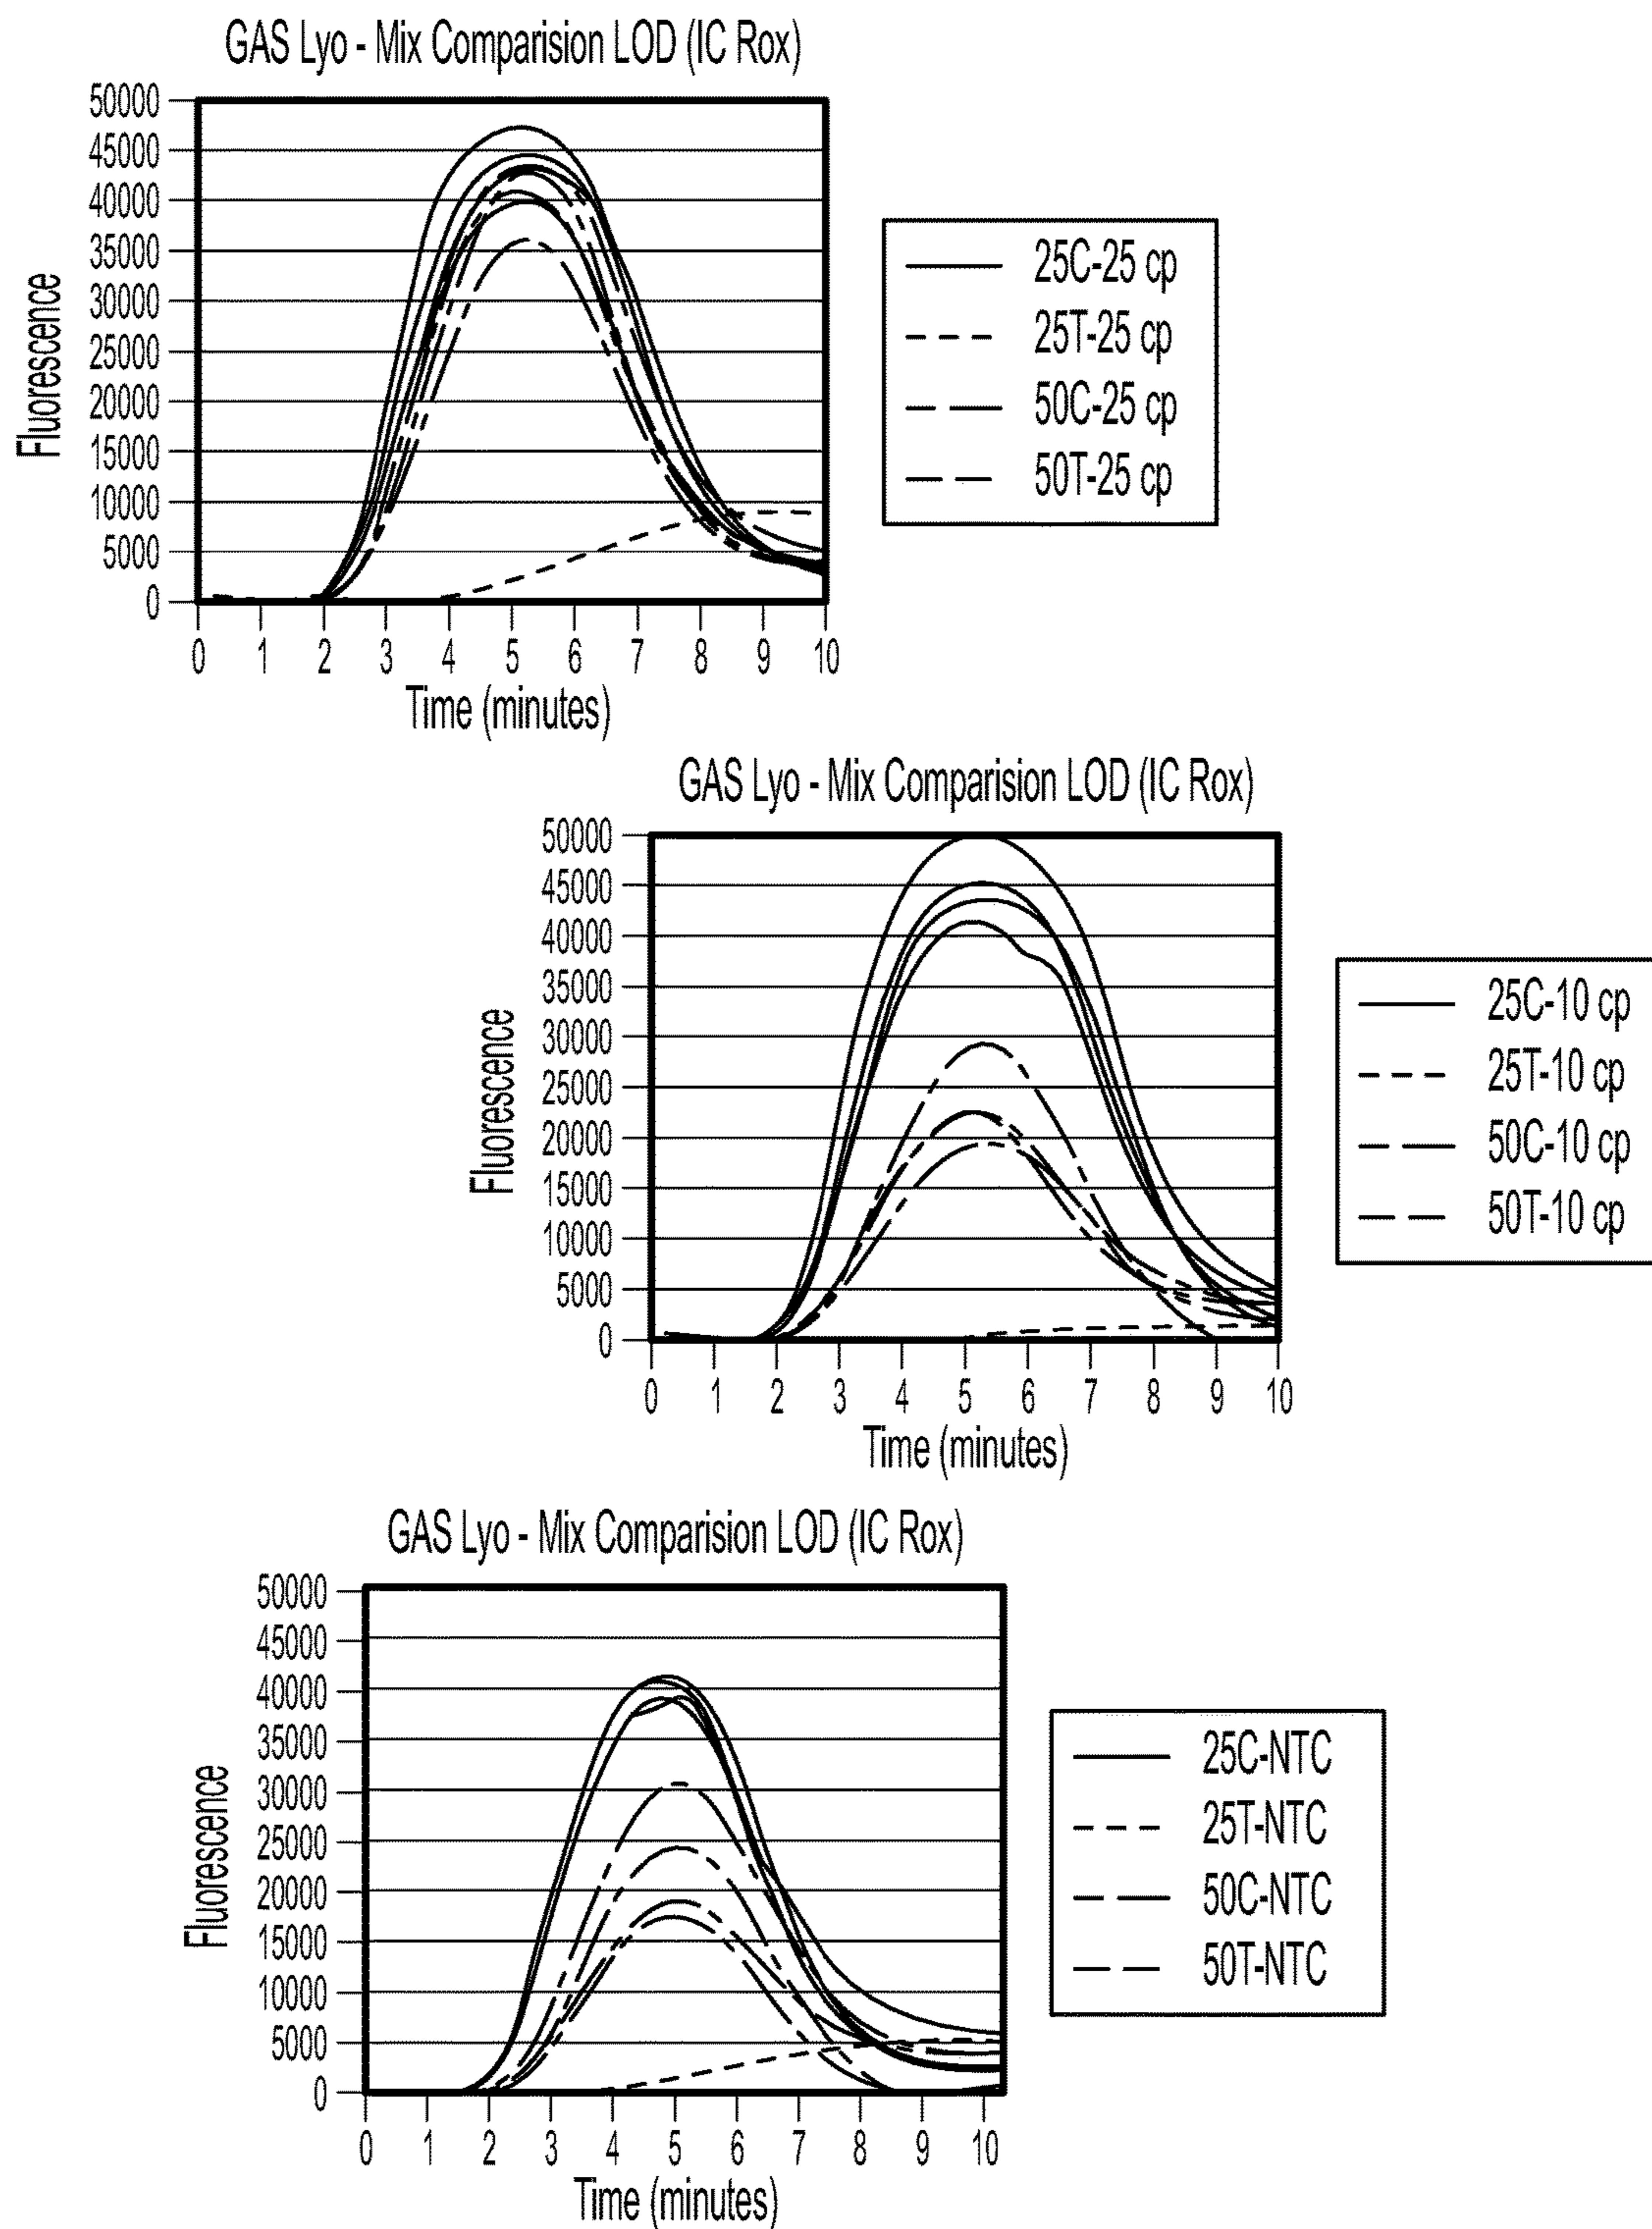 GAS Lyo - Mix Comparision LOD (IC Rox)
50000
45000
40000
35000
30000
25000
20000
15000
10000
5000
0
Fluorescence
0 1 2 3 4 5 6 7 8 9 10
Time (minutes)
25C-25 cp
25T-25 cp
50C-25 cp
50T-25 cp
GAS Lyo - Mix Comparision LOD (IC Rox)
50000
45000
40000
35000
30000
25000
20000
15000
10000
5000
0
Fluorescence
0 1 2 3 4 5 6 7 8 9 10
Time (minutes)
25C-10 cp
25T-10 cp
50C-10 cp
50T-10 cp
GAS Lyo - Mix Comparision LOD (IC Rox)
50000
45000
40000
35000
30000
25000
20000
15000
10000
5000
0
Fluorescence
0 1 2 3 4 5 6 7 8 9 10
Time (minutes)
25C-NTC
25T-NTC
50C-NTC
50T-NTC